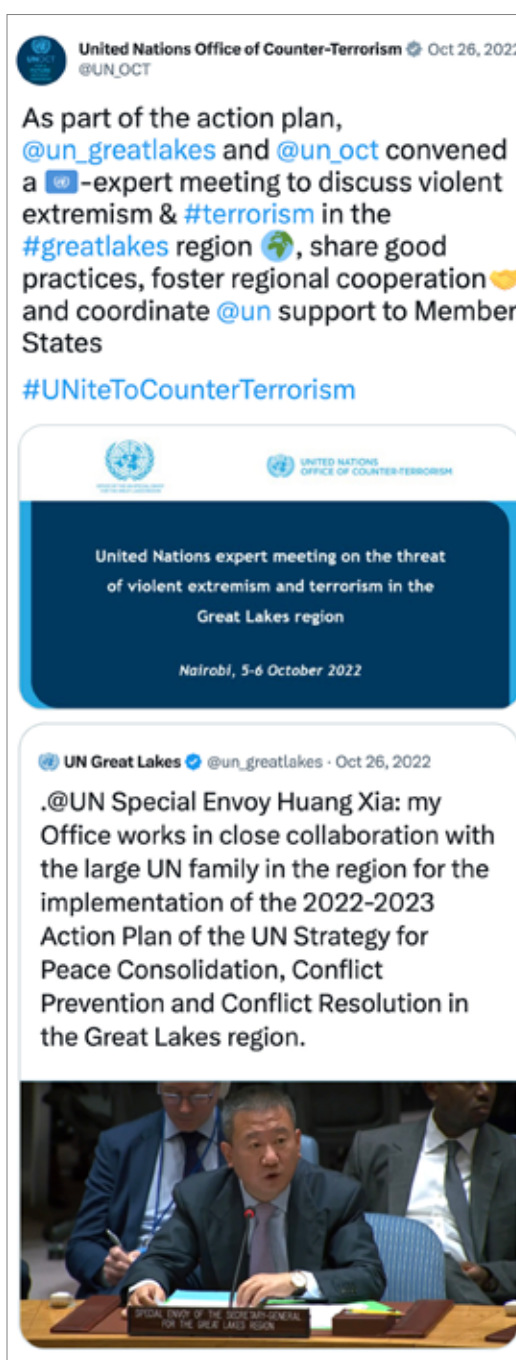 United Nations Office of Counter-Terrorism Oct 26, 2022
@UN_OCT
As part of the action plan,
@un_greatlakes and @un_oct convened
a 🇺🇳-expert meeting to discuss violent
extremism & #terrorism in the
#greatlakes region 🌍, share good
practices, foster regional cooperation🤝
and coordinate @un support to Member
States
#UNiteToCounterTerrorism
UNITED NATIONS
OFFICE OF COUNTER-TERRORISM
United Nations expert meeting on the threat
of violent extremism and terrorism in the
Great Lakes region
Nairobi, 5-6 October 2022
UN Great Lakes @un_greatlakes · Oct 26, 2022
.@UN Special Envoy Huang Xia: my
Office works in close collaboration with
the large UN family in the region for the
implementation of the 2022-2023
Action Plan of the UN Strategy for
Peace Consolidation, Conflict
Prevention and Conflict Resolution in
the Great Lakes region.
SPECIAL ENVOY OF THE SECRETARY-GENERAL
FOR THE GREAT LAKES REGION